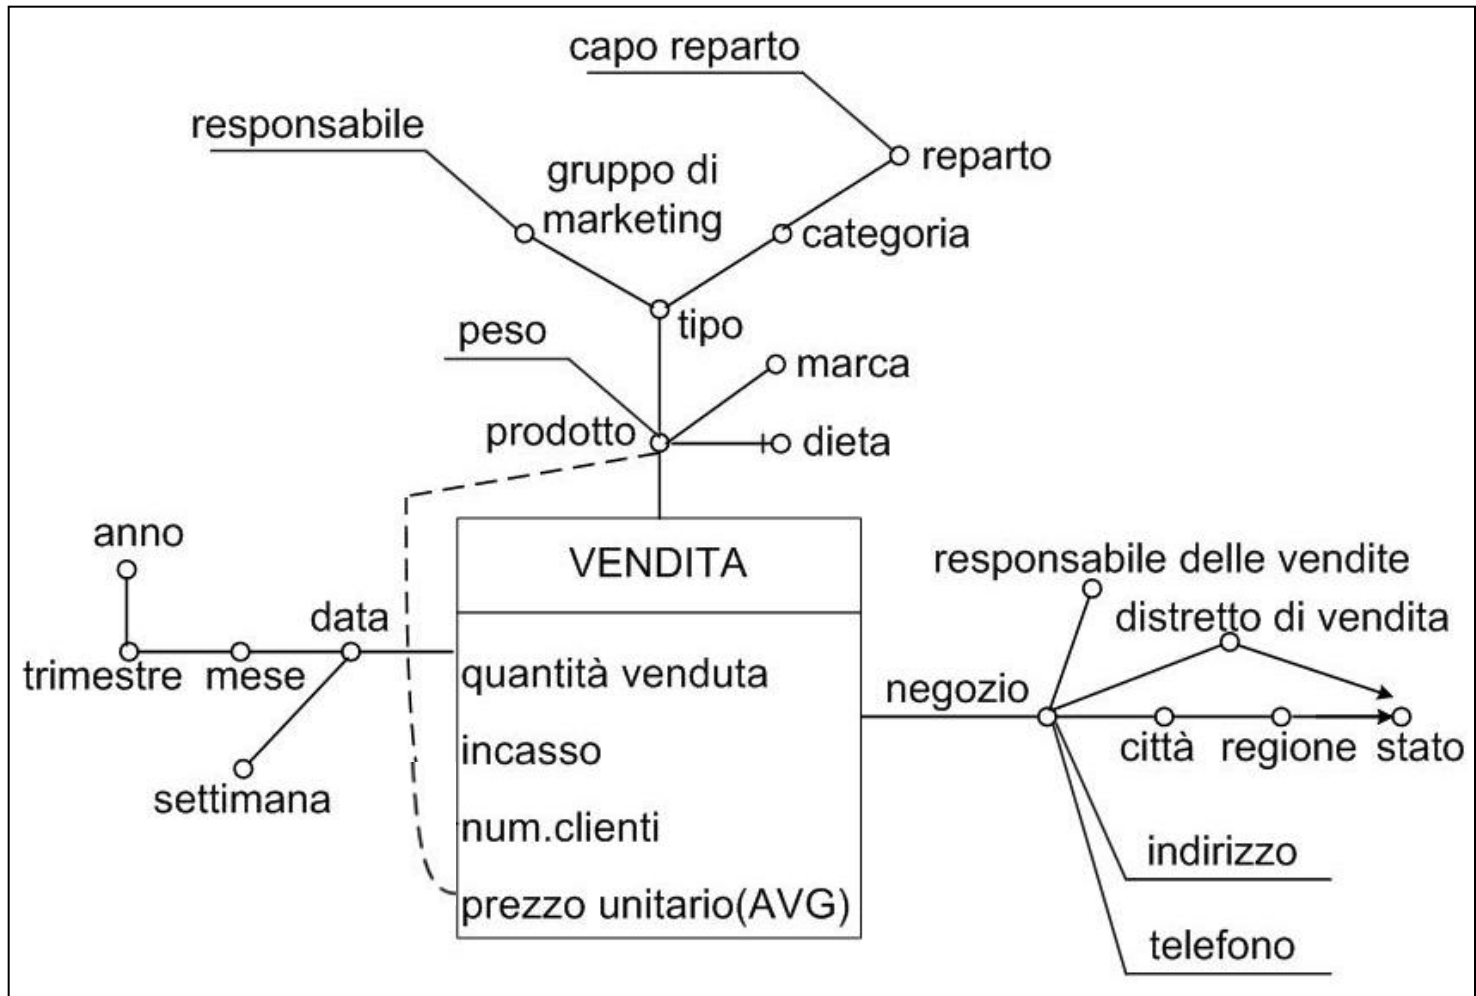 capo reparto
responsabile
gruppo di
marketing
reparto
categoria
tipo
peso
marca
prodotto
dieta
anno
data
trimestre
mese
settimana
VENDITA
quantità venduta
incasso
num.clienti
prezzo unitario(AVG)
responsabile delle vendite
distretto di vendita
negozio
città
regione
stato
indirizzo
telefono